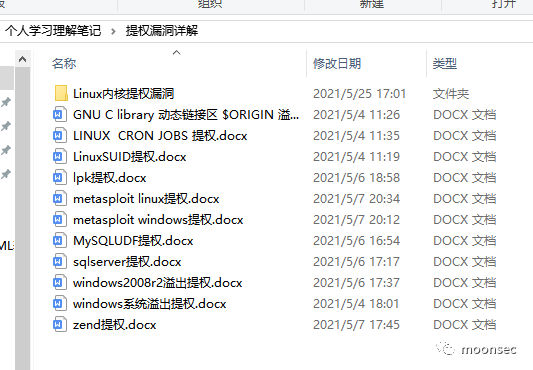 组织 新建 打开
个人学习理解笔记 › 提权漏洞详解
名称 修改日期 类型
Linux内核提权漏洞 2021/5/25 17:01 文件夹
GNU C library 动态链接区 $ORIGIN 溢... 2021/5/4 11:26 DOCX 文档
LINUX CRON JOBS 提权.docx 2021/5/4 11:35 DOCX 文档
LinuxSUID提权.docx 2021/5/4 11:19 DOCX 文档
lpk提权.docx 2021/5/6 18:58 DOCX 文档
metasploit linux提权.docx 2021/5/7 20:34 DOCX 文档
metasploit windows提权.docx 2021/5/7 20:12 DOCX 文档
MySQLUDF提权.docx 2021/5/6 16:54 DOCX 文档
sqlserver提权.docx 2021/5/6 17:17 DOCX 文档
windows2008r2溢出提权.docx 2021/5/6 17:37 DOCX 文档
windows系统溢出提权.docx 2021/5/4 18:01 DOCX 文档
zend提权.docx 2021/5/7 17:45 DOCX 文档
moonsec